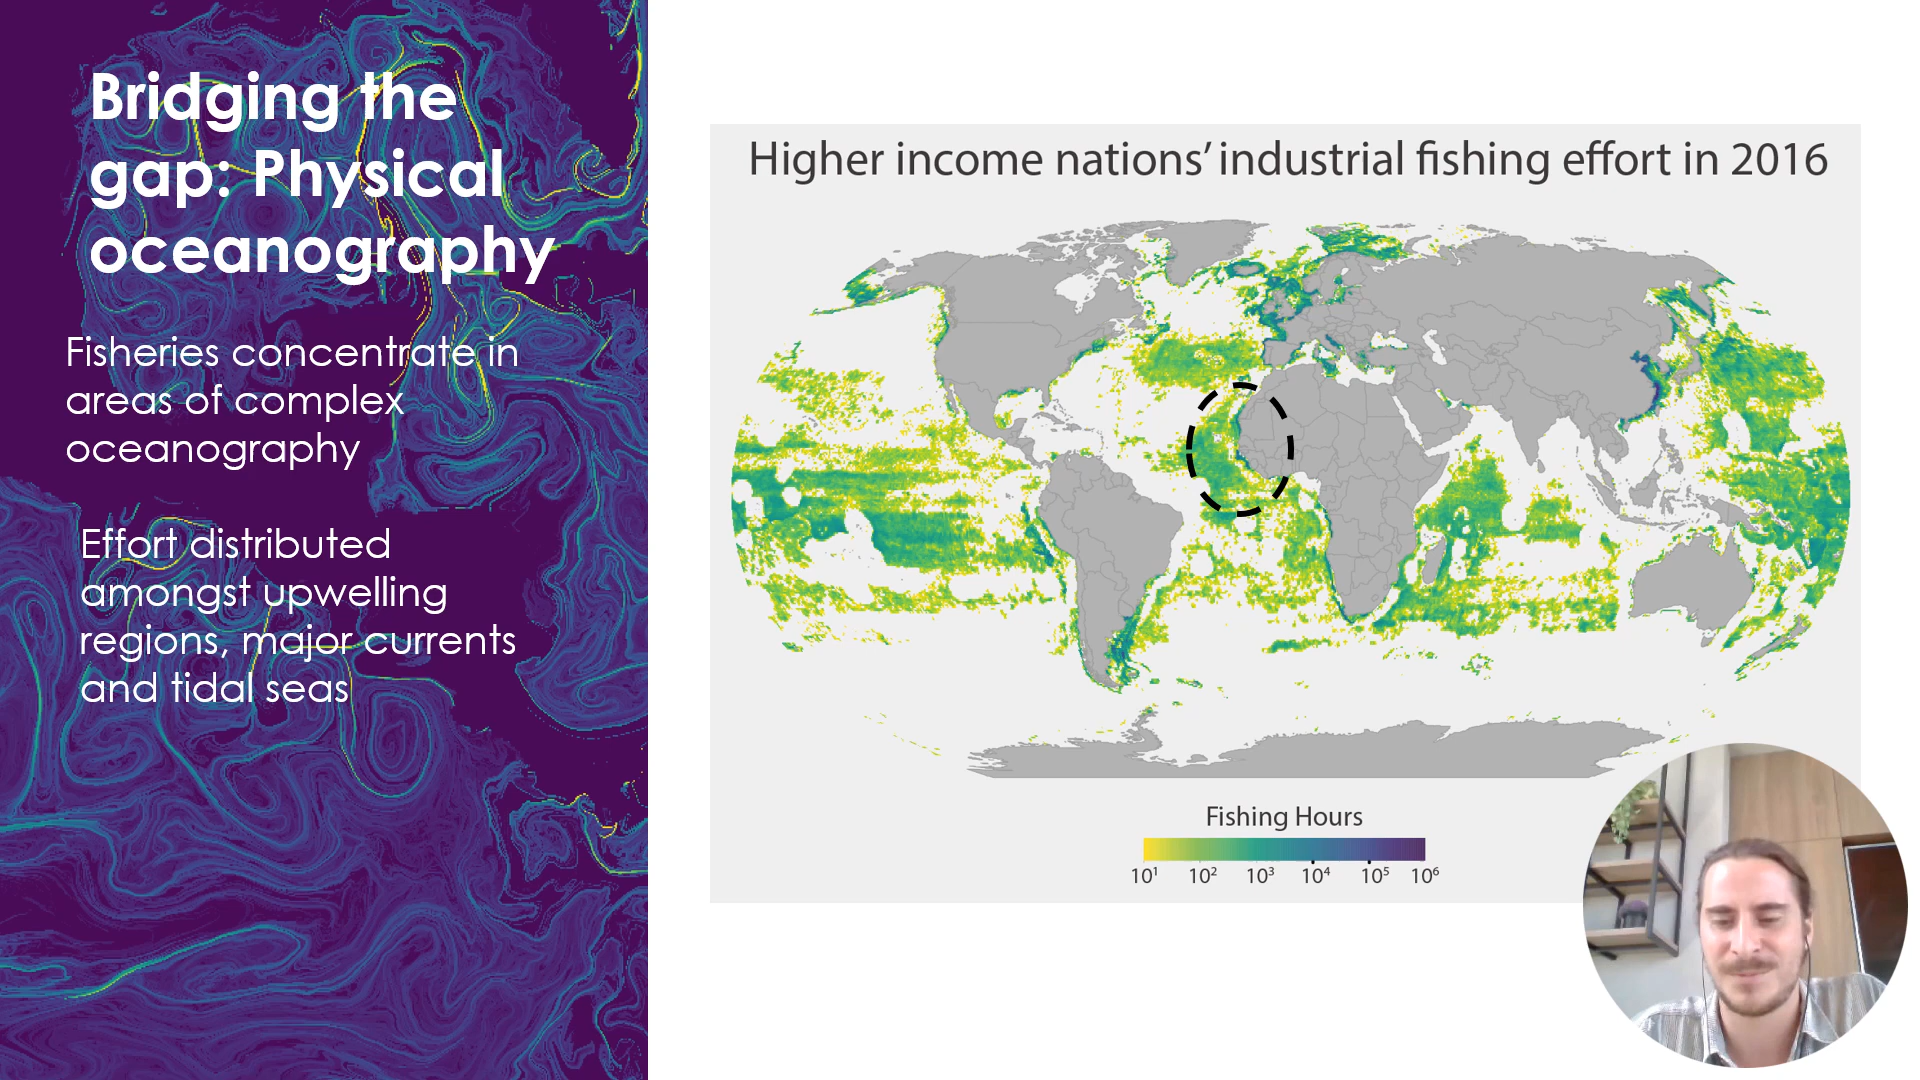 Bridging the
gap: Physical
oceanography
Fisheries concentrate in
areas of complex
oceanography
Effort distributed
amongst upwelling
regions, major currents
and tidal seas
Higher income nations’ industrial fishing effort in 2016
Fishing Hours
10¹ 10² 10³ 10⁴ 10⁵ 10⁶